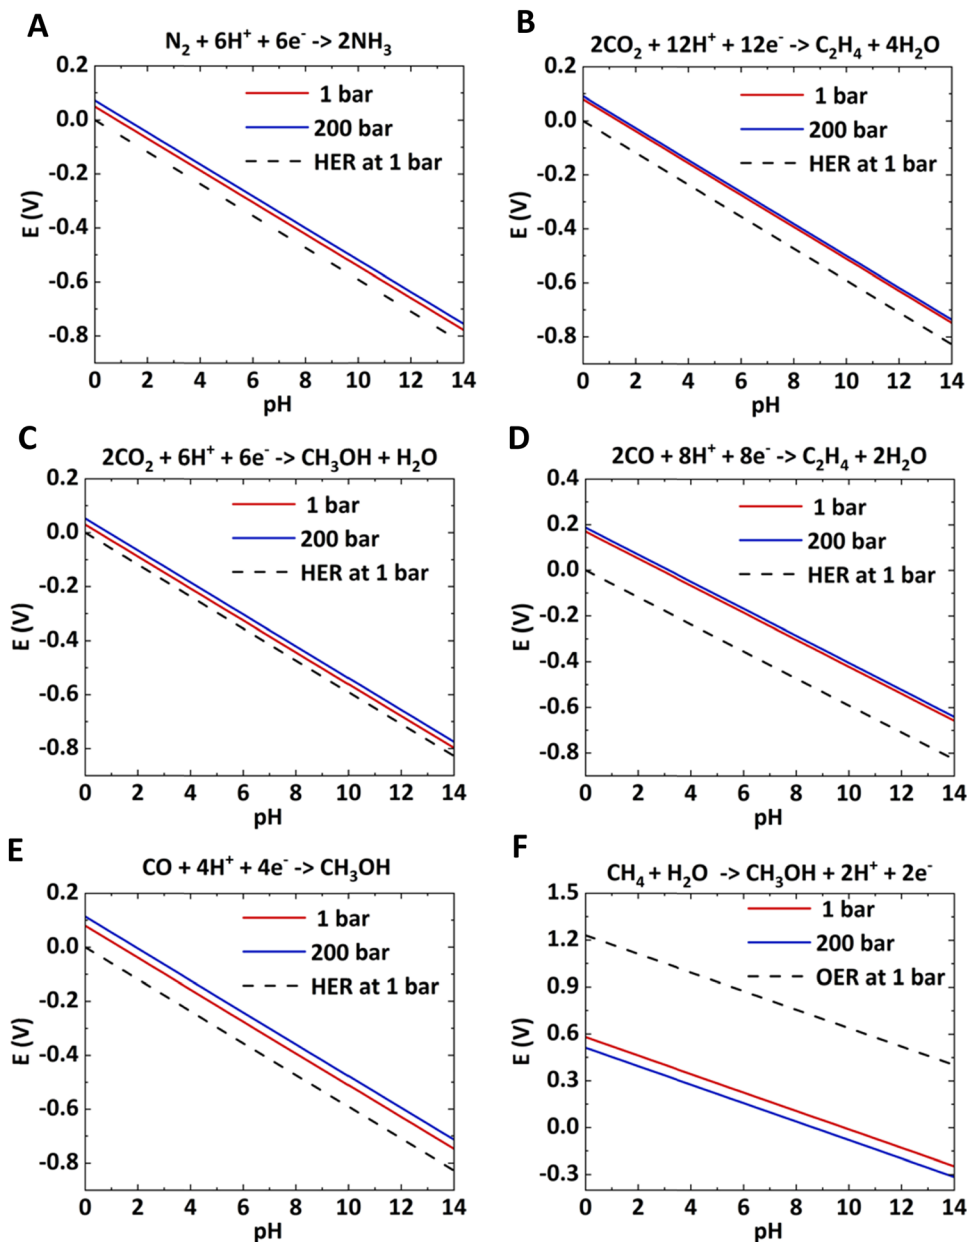 A
N₂ + 6H⁺ + 6e⁻ -> 2NH₃
0.2
0.0
-0.2
-0.4
-0.6
-0.8
E (V)
1 bar
200 bar
HER at 1 bar
0 2 4 6 8 10 12 14
pH
B
2CO₂ + 12H⁺ + 12e⁻ -> C₂H₄ + 4H₂O
0.2
0.0
-0.2
-0.4
-0.6
-0.8
E (V)
1 bar
200 bar
HER at 1 bar
0 2 4 6 8 10 12 14
pH
C
2CO₂ + 6H⁺ + 6e⁻ -> CH₃OH + H₂O
0.2
0.0
-0.2
-0.4
-0.6
-0.8
E (V)
1 bar
200 bar
HER at 1 bar
0 2 4 6 8 10 12 14
pH
D
2CO + 8H⁺ + 8e⁻ -> C₂H₄ + 2H₂O
0.4
0.2
0.0
-0.2
-0.4
-0.6
-0.8
E (V)
1 bar
200 bar
HER at 1 bar
0 2 4 6 8 10 12 14
pH
E
CO + 4H⁺ + 4e⁻ -> CH₃OH
0.2
0.0
-0.2
-0.4
-0.6
-0.8
E (V)
1 bar
200 bar
HER at 1 bar
0 2 4 6 8 10 12 14
pH
F
CH₄ + H₂O -> CH₃OH + 2H⁺ + 2e⁻
1.5
1.2
0.9
0.6
0.3
0.0
-0.3
E (V)
1 bar
200 bar
OER at 1 bar
0 2 4 6 8 10 12 14
pH